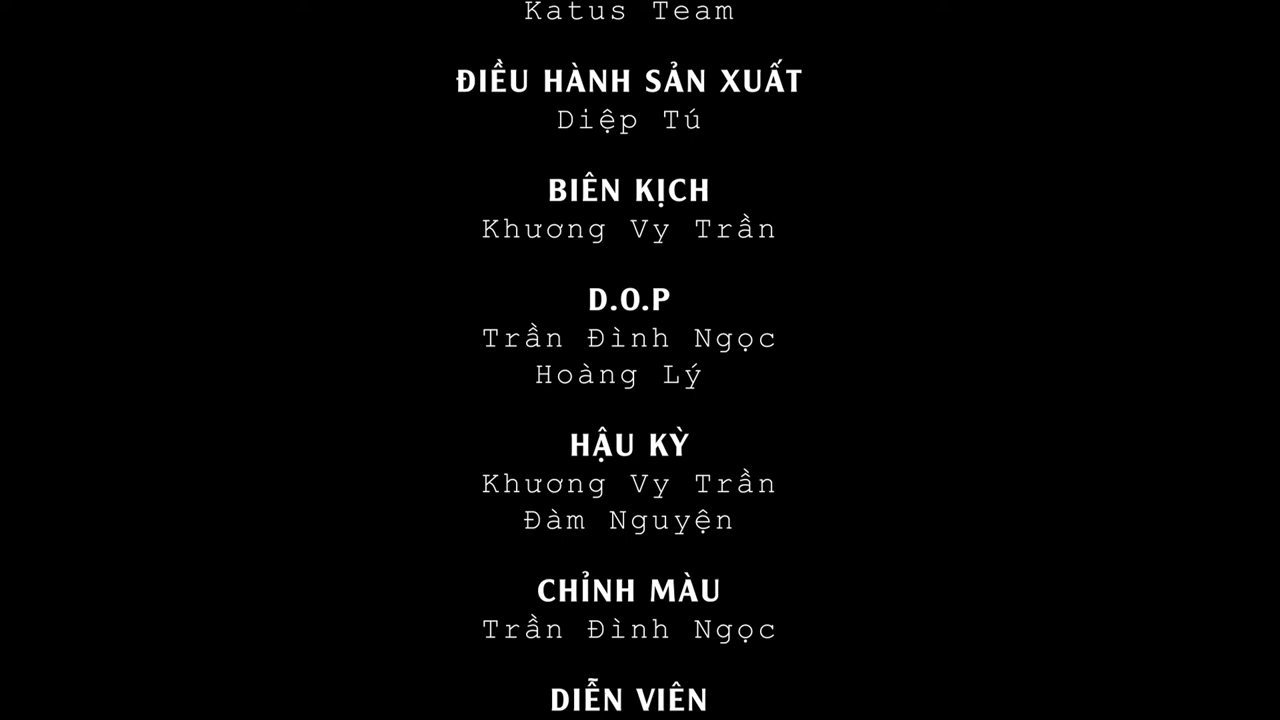 Katus Team
ĐIỀU HÀNH SẢN XUẤT
Diệp Tú
BIÊN KỊCH
Khương Vy Trần
D.O.P
Trần Đình Ngọc
Hoàng Lý
HẬU KỲ
Khương Vy Trần
Đàm Nguyện
CHỈNH MÀU
Trần Đình Ngọc
DIỄN VIÊN